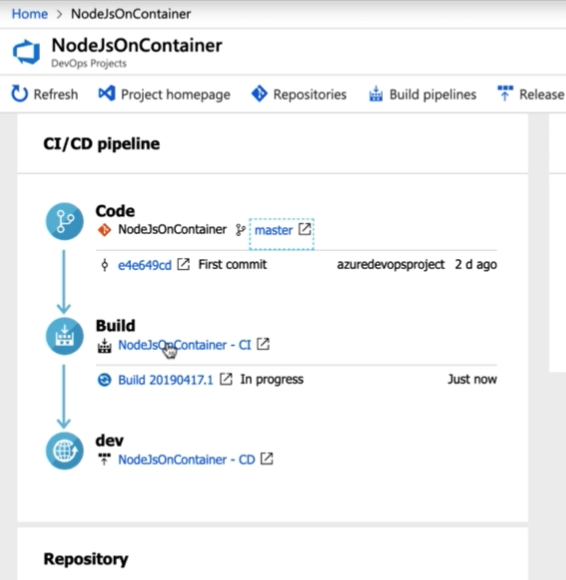 Home > NodeJsOnContainer
NodeJsOnContainer
DevOps Projects
Refresh Project homepage Repositories Build pipelines Release
CI/CD pipeline
Code
NodeJsOnContainer master
e4e649cd First commit azuredevopsproject 2 d ago
Build
NodeJsOnContainer - CI
Build 20190417.1 In progress Just now
dev
NodeJsOnContainer - CD
Repository